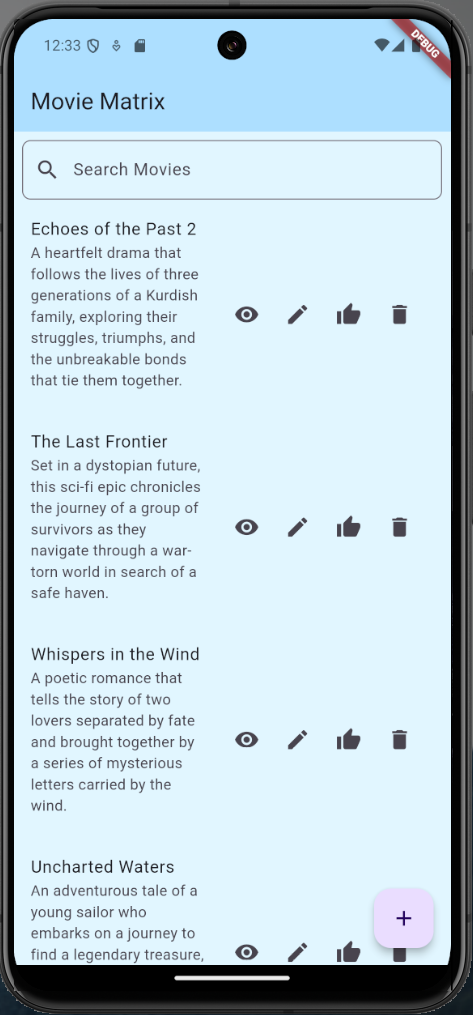 12:33
DEBUG
Movie Matrix
Search Movies
Echoes of the Past 2
A heartfelt drama that
follows the lives of three
generations of a Kurdish
family, exploring their
struggles, triumphs, and
the unbreakable bonds
that tie them together.
The Last Frontier
Set in a dystopian future,
this sci-fi epic chronicles
the journey of a group of
survivors as they
navigate through a war-
torn world in search of a
safe haven.
Whispers in the Wind
A poetic romance that
tells the story of two
lovers separated by fate
and brought together by
a series of mysterious
letters carried by the
wind.
Uncharted Waters
An adventurous tale of a
young sailor who
embarks on a journey to
find a legendary treasure,